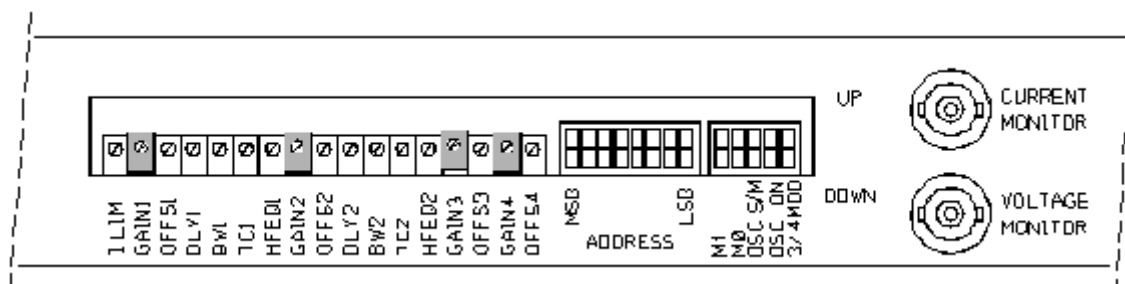 UP
DOWN
CURRENT
MONITOR
VOLTAGE
MONITOR
ILIM
GAIN1
OFFS1
DLY1
BW1
TC1
HFEQ1
GAIN2
OFFS2
DLY2
BW2
TC2
HFEQ2
GAIN3
OFFS3
GAIN4
OFFS4
MSB
LSB
ADDRESS
M1
M0
OSC S/M
OSC ON
3/4MOD